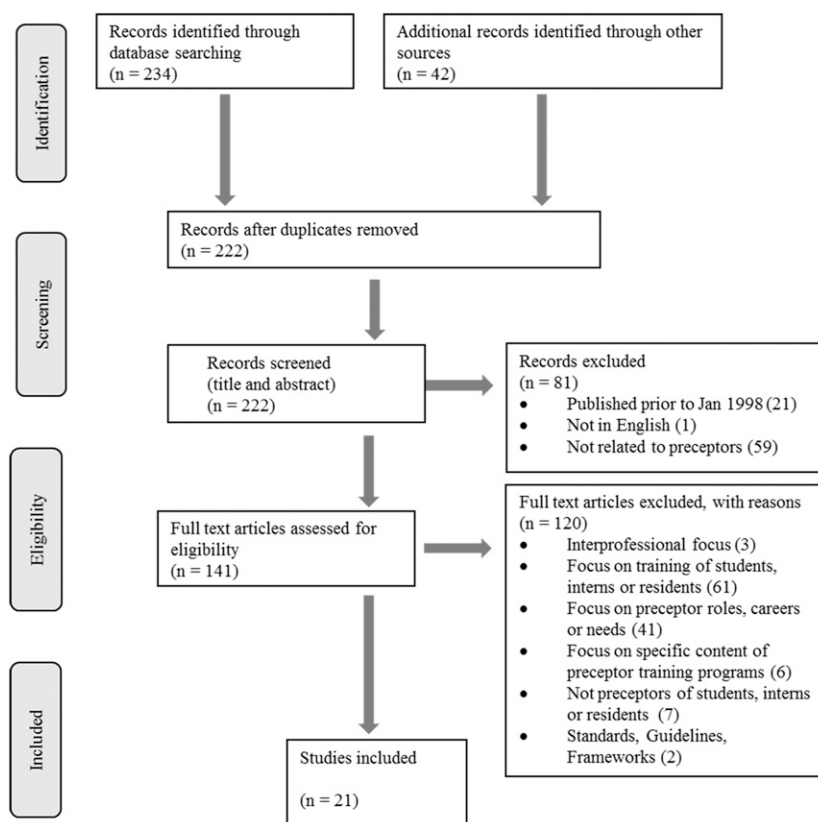 Identification
Records identified through
database searching
(n = 234)
Additional records identified through other
sources
(n = 42)
Records after duplicates removed
(n = 222)
Screening
Records screened
(title and abstract)
n = 222)
Records excluded
(n = 81)
• Published prior to Jan 1998 (21)
• Not in English (1)
• Not related to preceptors (59)
Eligibility
Full text articles assessed for
eligibility
(n = 141)
Full text articles excluded, with reasons
(n = 120)
• Interprofessional focus (3)
• Focus on training of students,
interns or residents (61)
• Focus on preceptor roles, careers
or needs (41)
• Focus on specific content of
preceptor training programs (6)
• Not preceptors of students, interns
or residents (7)
• Standards, Guidelines,
Frameworks (2)
Included
Studies included
(n = 21)